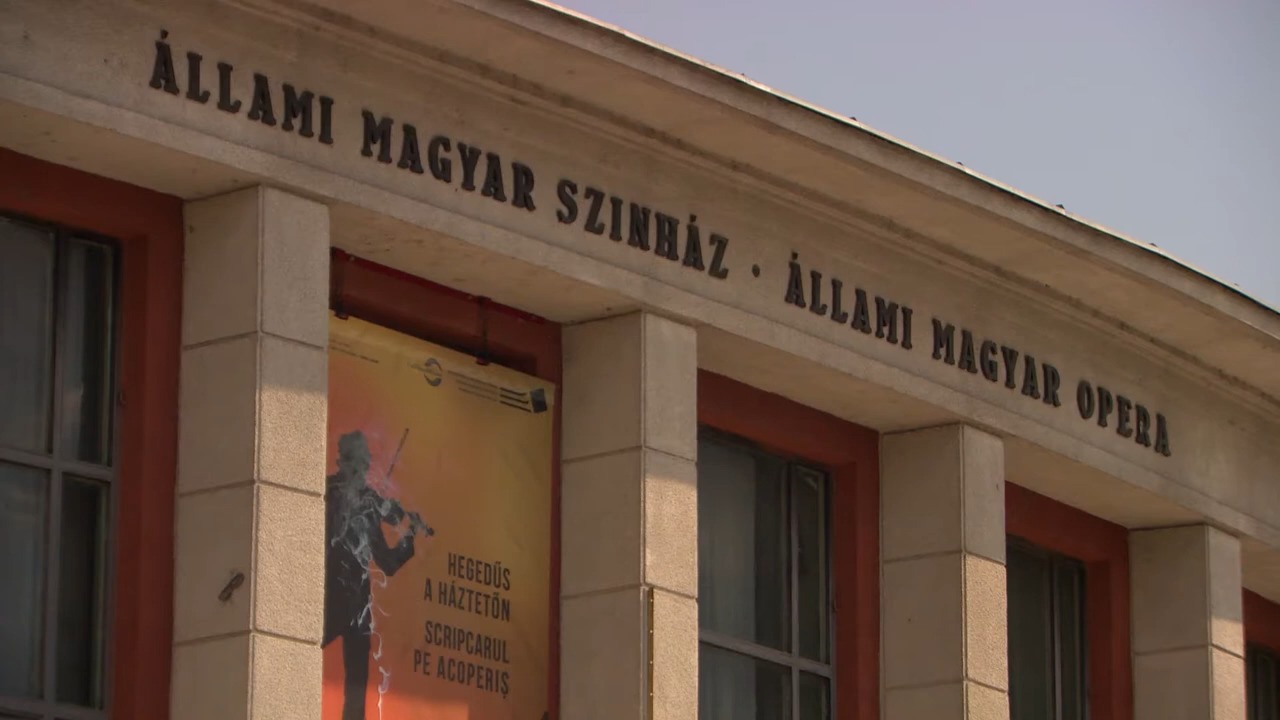 ÁLLAMI MAGYAR SZINHÁZ · ÁLLAMI MAGYAR OPERA
HEGEDŰS
A HÁZTETŐN
SCRIPCARUL
PE ACOPERIȘ